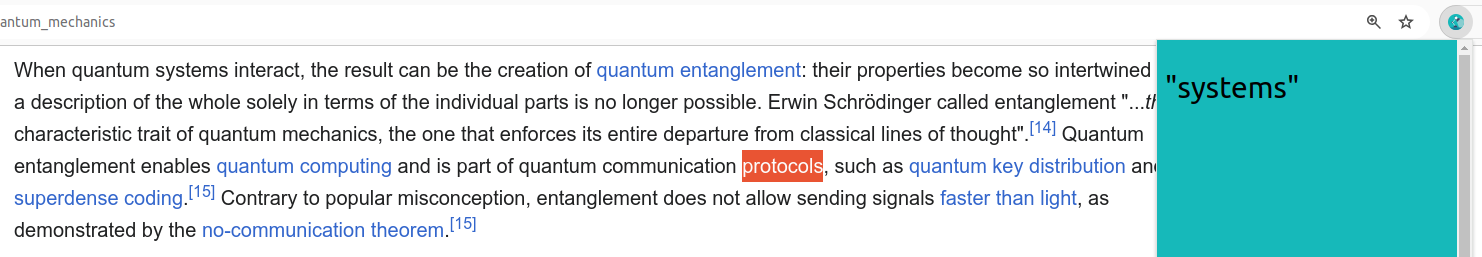 antum_mechanics
When quantum systems interact, the result can be the creation of quantum entanglement: their properties become so intertwined
a description of the whole solely in terms of the individual parts is no longer possible. Erwin Schrödinger called entanglement "...th
characteristic trait of quantum mechanics, the one that enforces its entire departure from classical lines of thought".[14] Quantum
entanglement enables quantum computing and is part of quantum communication protocols, such as quantum key distribution and
superdense coding.[15] Contrary to popular misconception, entanglement does not allow sending signals faster than light, as
demonstrated by the no-communication theorem.[15]
"systems"